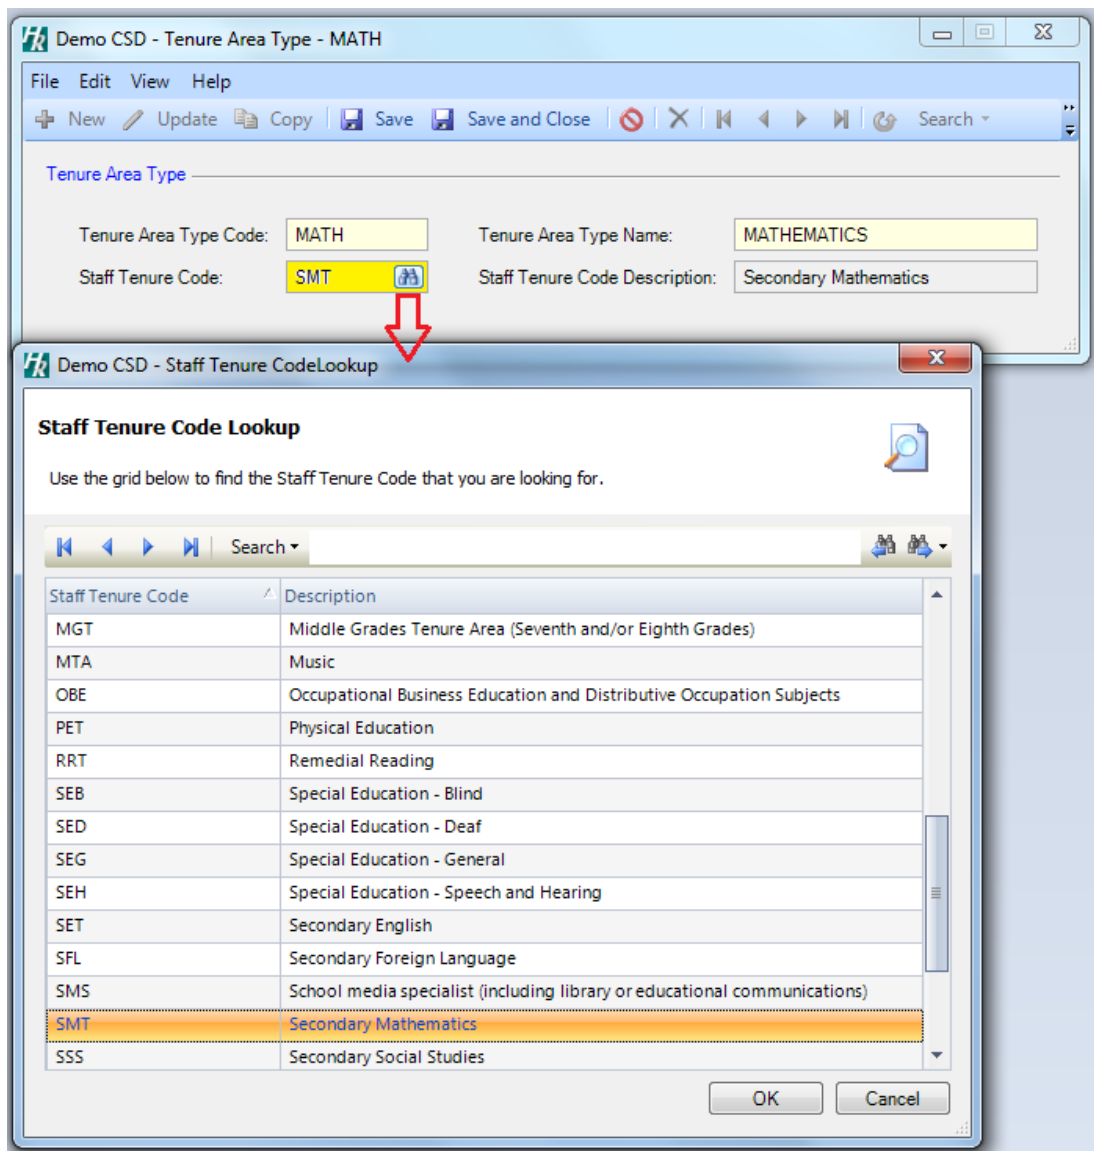 Demo CSD - Tenure Area Type - MATH
File Edit View Help
New Update Copy Save Save and Close Search
Tenure Area Type
Tenure Area Type Code: MATH Tenure Area Type Name: MATHEMATICS
Staff Tenure Code: SMT Staff Tenure Code Description: Secondary Mathematics
Demo CSD - Staff Tenure CodeLookup
Staff Tenure Code Lookup
Use the grid below to find the Staff Tenure Code that you are looking for.
Search
Staff Tenure Code Description
MGT Middle Grades Tenure Area (Seventh and/or Eighth Grades)
MTA Music
OBE Occupational Business Education and Distributive Occupation Subjects
PET Physical Education
RRT Remedial Reading
SEB Special Education - Blind
SED Special Education - Deaf
SEG Special Education - General
SEH Special Education - Speech and Hearing
SET Secondary English
SFL Secondary Foreign Language
SMS School media specialist (including library or educational communications)
SMT Secondary Mathematics
SSS Secondary Social Studies
OK Cancel